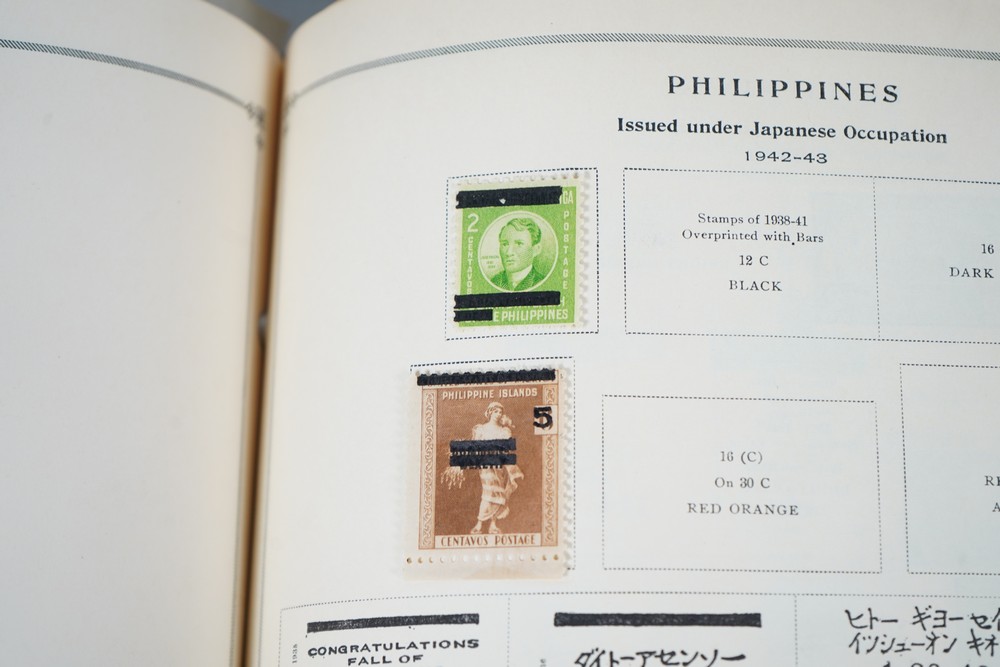 PHILIPPINES
Issued under Japanese Occupation
1942-43
2
CENTAVOS
POSTAGE
E PHILIPPINES
Stamps of 1938-41
Overprinted with Bars
12 C
BLACK
16
DARK
PHILIPPINE ISLANDS
5
CENTAVOS POSTAGE
16 (C)
On 30 C
RED ORANGE
CONGRATULATIONS
FALL OF
ダイトーアセンソー
ヒトー ギヨーセイ
イツシューオン キオ